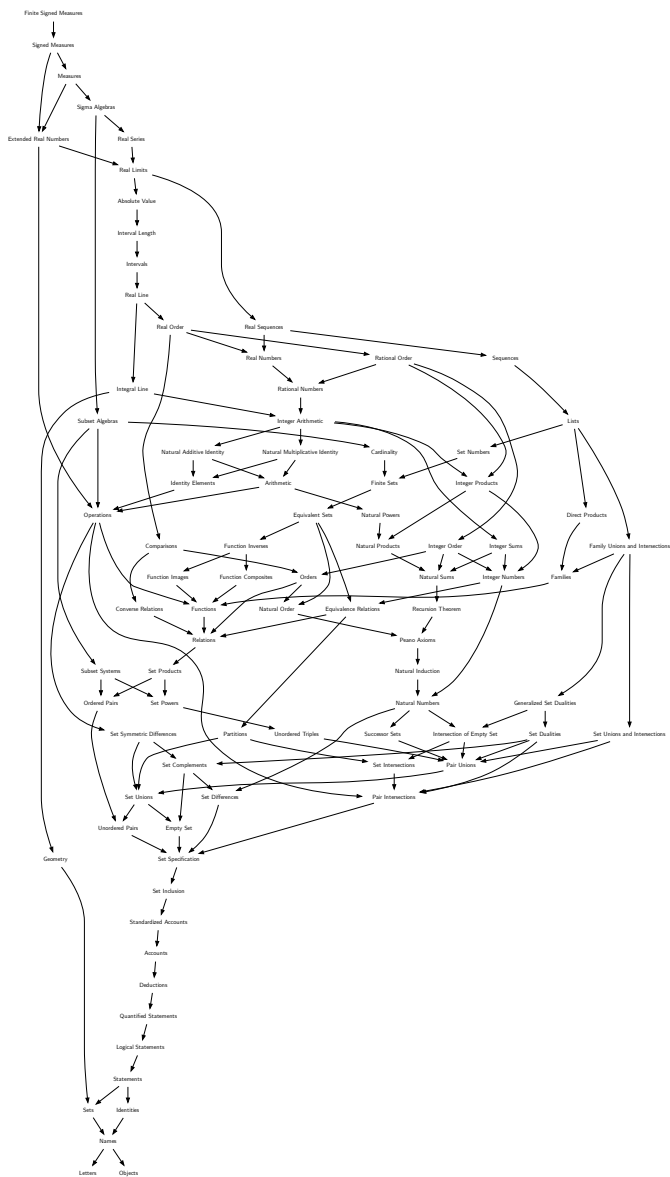 Finite Signed Measures
Signed Measures
Measures
Sigma Algebras
Extended Real Numbers
Real Series
Real Limits
Absolute Value
Interval Length
Intervals
Real Line
Real Order
Real Sequences
Real Numbers
Rational Order
Sequences
Integral Line
Rational Numbers
Subset Algebras
Integer Arithmetic
Lists
Natural Additive Identity
Natural Multiplicative Identity
Cardinality
Set Numbers
Identity Elements
Arithmetic
Finite Sets
Integer Products
Operations
Equivalent Sets
Natural Powers
Direct Products
Comparisons
Function Inverses
Natural Products
Integer Order
Integer Sums
Family Unions and Intersections
Function Images
Function Composites
Orders
Natural Sums
Integer Numbers
Families
Converse Relations
Functions
Natural Order
Equivalence Relations
Recursion Theorem
Relations
Peano Axioms
Subset Systems
Set Products
Natural Induction
Ordered Pairs
Set Powers
Natural Numbers
Generalized Set Dualities
Set Symmetric Differences
Partitions
Unordered Triples
Successor Sets
Intersection of Empty Set
Set Dualities
Set Unions and Intersections
Set Complements
Set Intersections
Pair Unions
Set Unions
Set Differences
Pair Intersections
Unordered Pairs
Empty Set
Geometry
Set Specification
Set Inclusion
Standardized Accounts
Accounts
Deductions
Quantified Statements
Logical Statements
Statements
Sets
Identities
Names
Letters
Objects